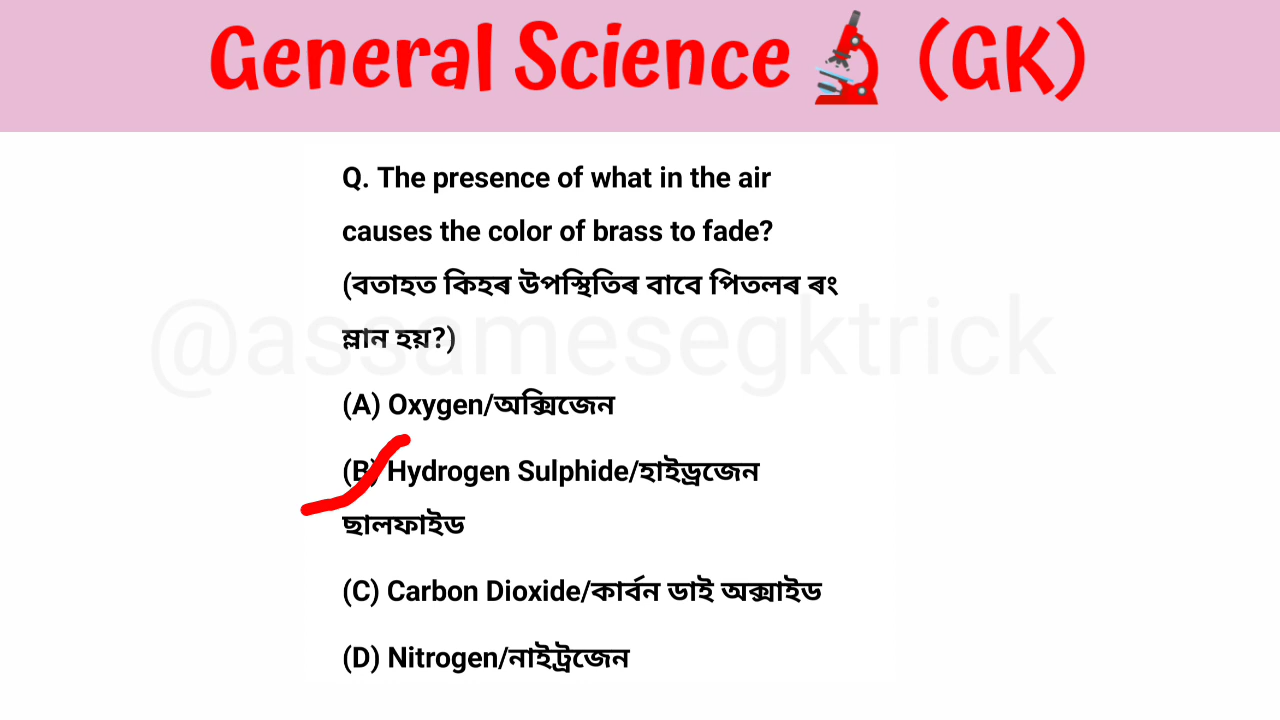 General Science🔬 (GK)
Q. The presence of what in the air
causes the color of brass to fade?
(বতাহত কিহৰ উপস্থিতিৰ বাবে পিতলৰ ৰং
ম্লান হয়?)
@assamesegktrick
(A) Oxygen/অক্সিজেন
(B) Hydrogen Sulphide/হাইড্ৰজেন
ছালফাইড
(C) Carbon Dioxide/কাৰ্বন ডাই অক্সাইড
(D) Nitrogen/নাইট্ৰজেন